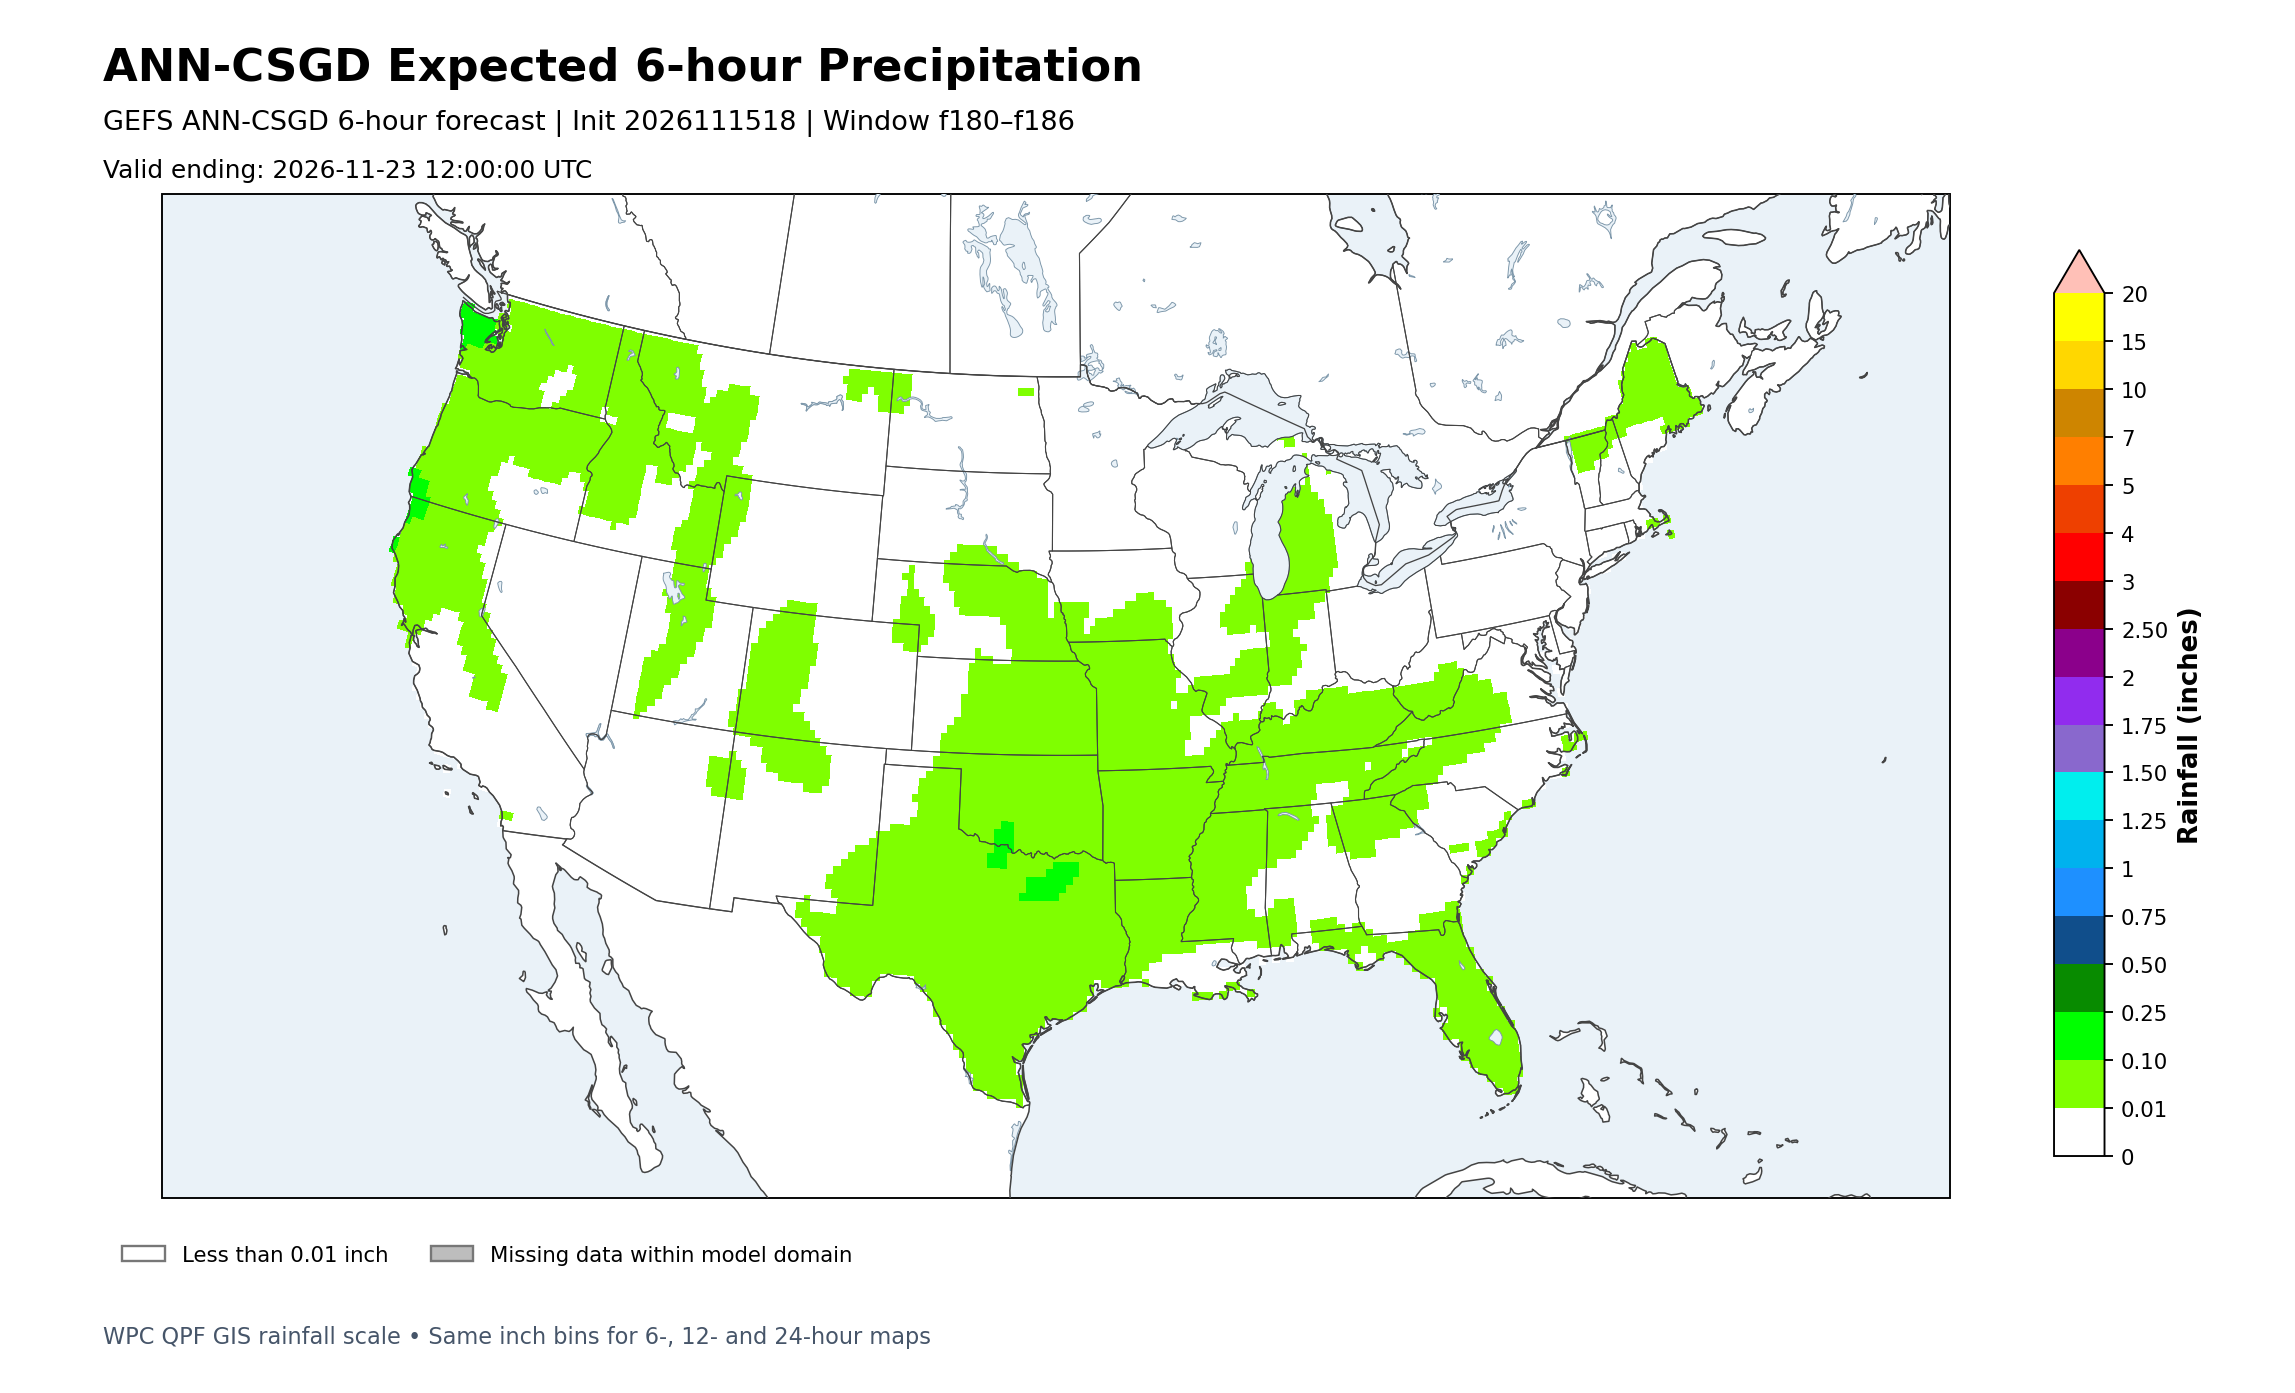 ANN-CSGD Expected 6-hour Precipitation
GEFS ANN-CSGD 6-hour forecast | Init 2026111518 | Window f180–f186
Valid ending: 2026-11-23 12:00:00 UTC
20
15
10
7
5
4
3
2.50
2
1.75
1.50
1.25
1
0.75
0.50
0.25
0.10
0.01
0
Rainfall (inches)
Less than 0.01 inch
Missing data within model domain
WPC QPF GIS rainfall scale • Same inch bins for 6-, 12- and 24-hour maps